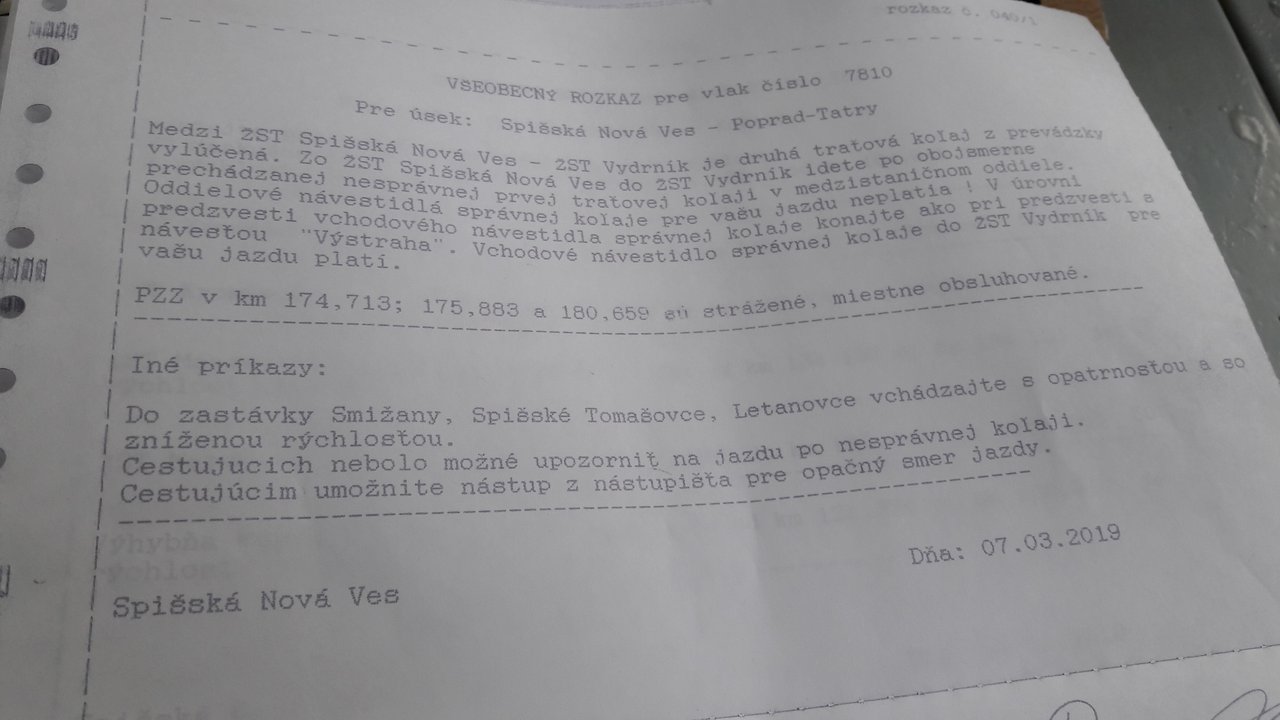 rozkaz č. 040/1
VŠEOBECNÝ ROZKAZ pre vlak číslo 7810
Pre úsek: Spišská Nová Ves - Poprad-Tatry
Medzi ŽST Spišská Nová Ves - ŽST Vydrník je druhá traťová koľaj z prevádzky
vylúčená. Zo ŽST Spišská Nová Ves do ŽST Vydrník idete po obojsmerne
prechádzanej nesprávnej prvej traťovej koľaji v medzistaničnom oddiele.
Oddielové návestidlá správnej koľaje pre vašu jazdu neplatia ! V úrovni
predzvesti vchodového návestidla správnej koľaje konajte ako pri predzvesti s
návesťou "Výstraha". Vchodové návestidlo správnej koľaje do ŽST Vydrník pre
vašu jazdu platí.
PZZ v km 174,713; 175,883 a 180,659 sú strážené, miestne obsluhované.
Iné príkazy:
Do zastávky Smižany, Spišské Tomašovce, Letanovce vchádzajte s opatrnosťou a so
zníženou rýchlosťou.
Cestujucich nebolo možné upozorniť na jazdu po nesprávnej koľaji.
Cestujúcim umožnite nástup z nástupišťa pre opačný smer jazdy.
Dňa: 07.03.2019
Spišská Nová Ves